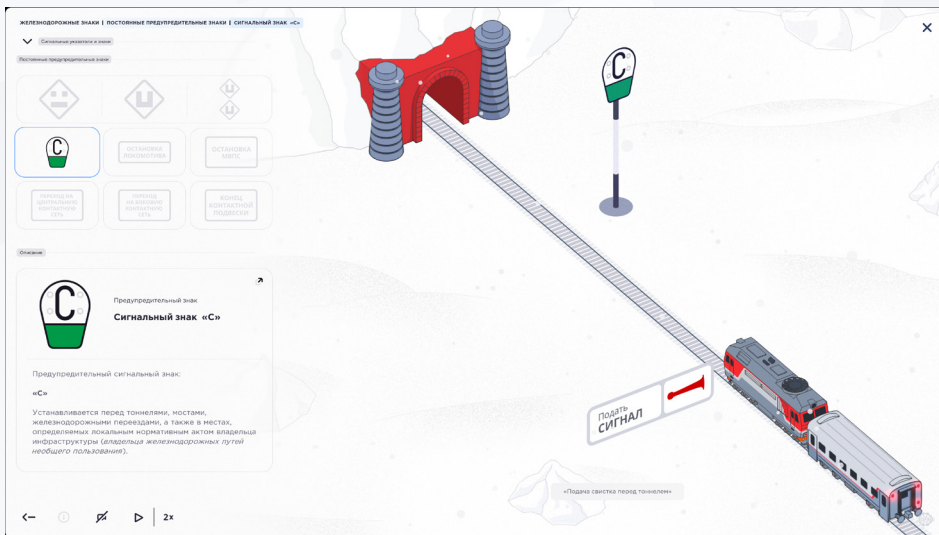 ЖЕЛЕЗНОДОРОЖНЫЕ ЗНАКИ | ПОСТОЯННЫЕ ПРЕДУПРЕДИТЕЛЬНЫЕ ЗНАКИ | СИГНАЛЬНЫЙ ЗНАК «С»
Сигнальные указатели и знаки
Постоянные предупредительные знаки
С
ОСТАНОВКА
ЛОКОМОТИВА
ОСТАНОВКА
МВПС
ПЕРЕХОД НА
ЦЕНТРАЛЬНУЮ
КОНТАКТНУЮ
СЕТЬ
ПЕРЕХОД
НА БОКОВУЮ
КОНТАКТНУЮ
СЕТЬ
КОНЕЦ
КОНТАКТНОЙ
ПОДВЕСКИ
Описание
С
Предупредительный знак
Сигнальный знак «С»
Предупредительный сигнальный знак:
«С»
Устанавливается перед тоннелями, мостами,
железнодорожными переездами, а также в местах,
определяемых локальным нормативным актом владельца
инфраструктуры (владельца железнодорожных путей
необщего пользования).
2x
С
Подать
СИГНАЛ
«Подача свистка перед тоннелем»